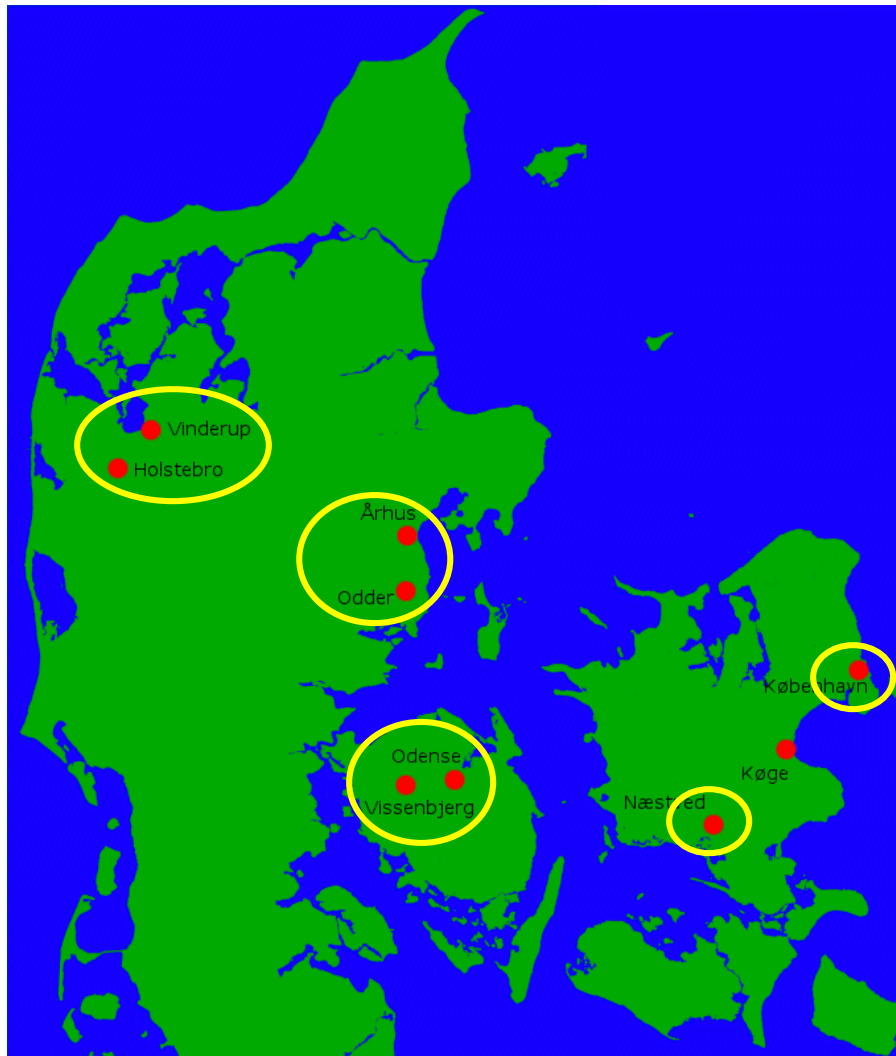 Vinderup
Holstebro
Århus
Odder
København
Odense
Køge
Vissenbjerg
Næstved